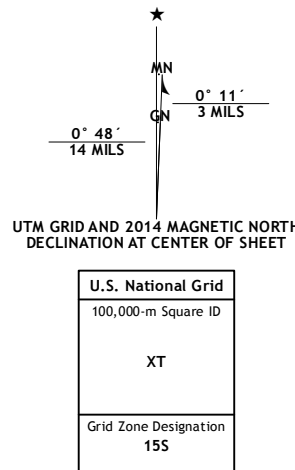 MN
GN
0° 11´
3 MILS
0° 48´
14 MILS
UTM GRID AND 2014 MAGNETIC NORTH
DECLINATION AT CENTER OF SHEET
U.S. National Grid
100,000-m Square ID
XT
Grid Zone Designation
15S